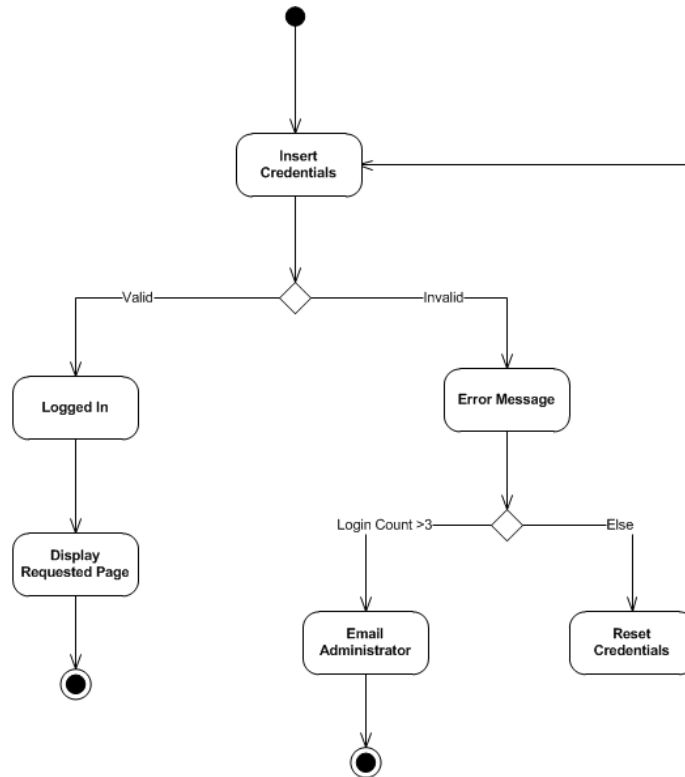 Insert
Credentials
Valid
Invalid
Logged In
Error Message
Login Count >3
Else
Display
Requested Page
Email
Administrator
Reset
Credentials